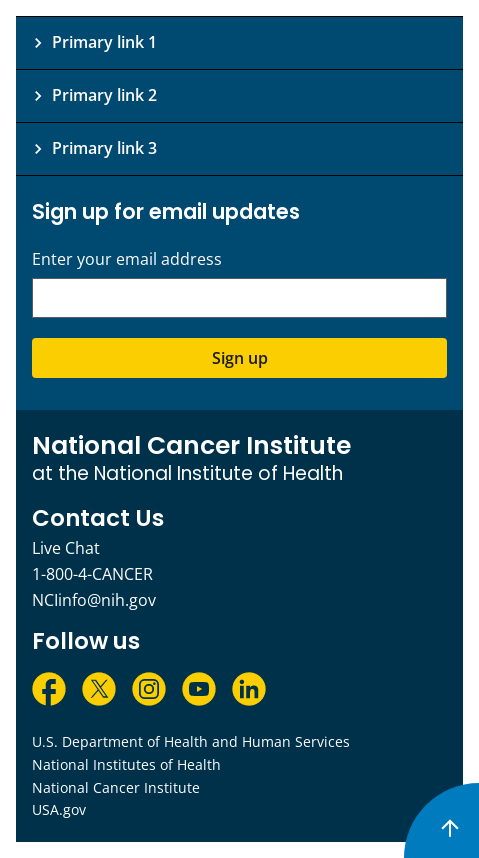 Primary link 1
Primary link 2
Primary link 3
Sign up for email updates
Enter your email address
Sign up
National Cancer Institute
at the National Institute of Health
Contact Us
Live Chat
1-800-4-CANCER
NCIinfo@nih.gov
Follow us
U.S. Department of Health and Human Services
National Institutes of Health
National Cancer Institute
USA.gov